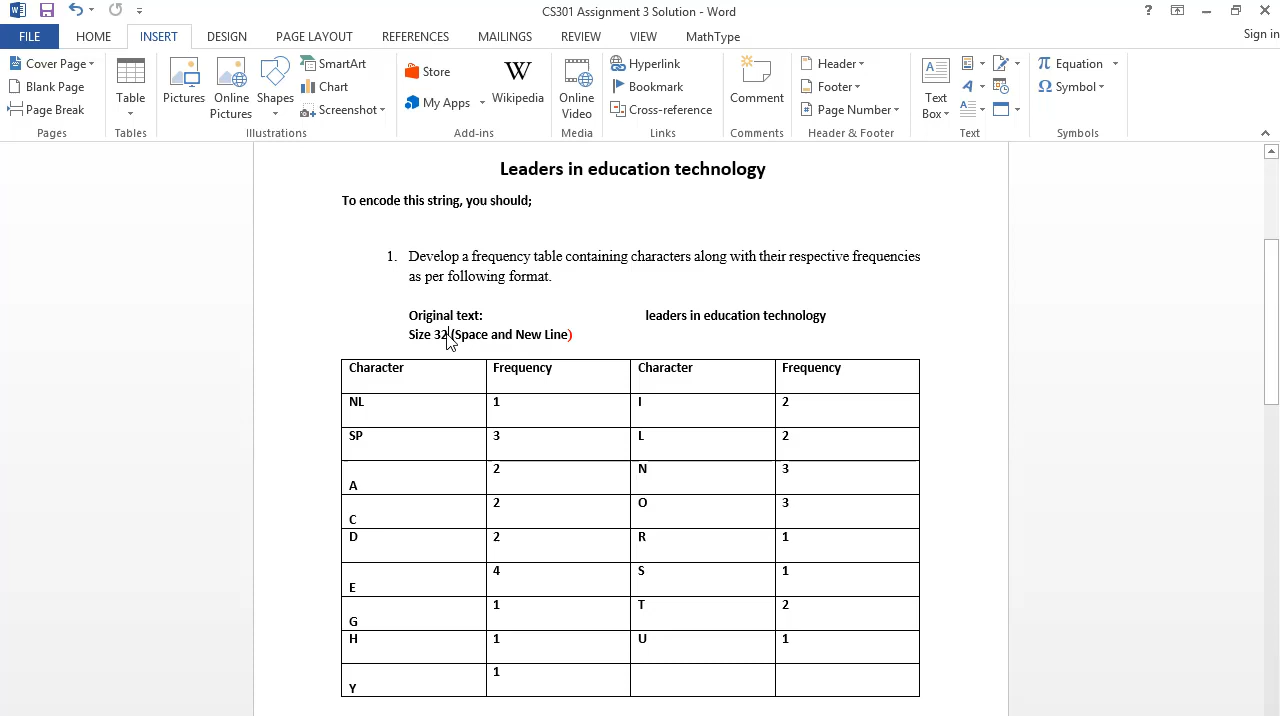 CS301 Assignment 3 Solution - Word
?
FILE HOME INSERT DESIGN PAGE LAYOUT REFERENCES MAILINGS REVIEW VIEW MathType Sign in
Cover Page
Blank Page
Page Break
Pages
Table
Tables
Pictures
Online Pictures
Shapes
SmartArt
Chart
Screenshot
Illustrations
Store
My Apps
Wikipedia
Add-ins
Online Video
Media
Hyperlink
Bookmark
Cross-reference
Links
Comment
Comments
Header
Footer
Page Number
Header & Footer
Text Box
Text
Equation
Symbol
Symbols
Leaders in education technology
To encode this string, you should;
1. Develop a frequency table containing characters along with their respective frequencies
as per following format.
Original text: leaders in education technology
Size 32 (Space and New Line)
Character Frequency Character Frequency
NL 1 I 2
SP 3 L 2
A 2 N 3
C 2 O 3
D 2 R 1
E 4 S 1
G 1 T 2
H 1 U 1
Y 1